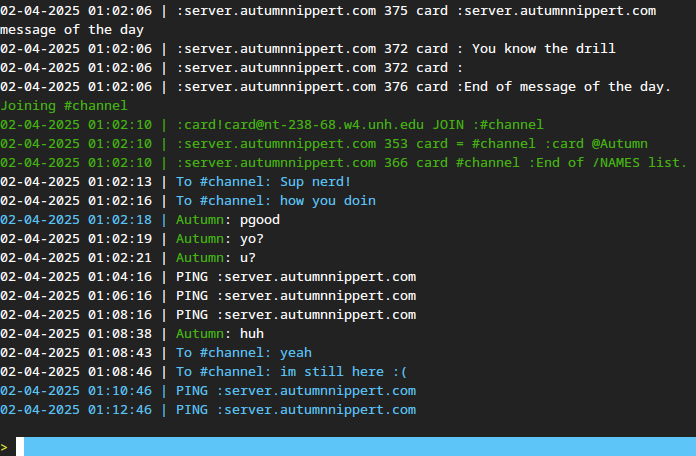 02-04-2025 01:02:06 | :server.autumnnippert.com 375 card :server.autumnnippert.com
message of the day
02-04-2025 01:02:06 | :server.autumnnippert.com 372 card : You know the drill
02-04-2025 01:02:06 | :server.autumnnippert.com 372 card :
02-04-2025 01:02:06 | :server.autumnnippert.com 376 card :End of message of the day.
Joining #channel
02-04-2025 01:02:10 | :card!card@nt-238-68.w4.unh.edu JOIN :#channel
02-04-2025 01:02:10 | :server.autumnnippert.com 353 card = #channel :card @Autumn
02-04-2025 01:02:10 | :server.autumnnippert.com 366 card #channel :End of /NAMES list.
02-04-2025 01:02:13 | To #channel: Sup nerd!
02-04-2025 01:02:16 | To #channel: how you doin
02-04-2025 01:02:18 | Autumn: pgood
02-04-2025 01:02:19 | Autumn: yo?
02-04-2025 01:02:21 | Autumn: u?
02-04-2025 01:04:16 | PING :server.autumnnippert.com
02-04-2025 01:06:16 | PING :server.autumnnippert.com
02-04-2025 01:08:16 | PING :server.autumnnippert.com
02-04-2025 01:08:38 | Autumn: huh
02-04-2025 01:08:43 | To #channel: yeah
02-04-2025 01:08:46 | To #channel: im still here :(
02-04-2025 01:10:46 | PING :server.autumnnippert.com
02-04-2025 01:12:46 | PING :server.autumnnippert.com
>